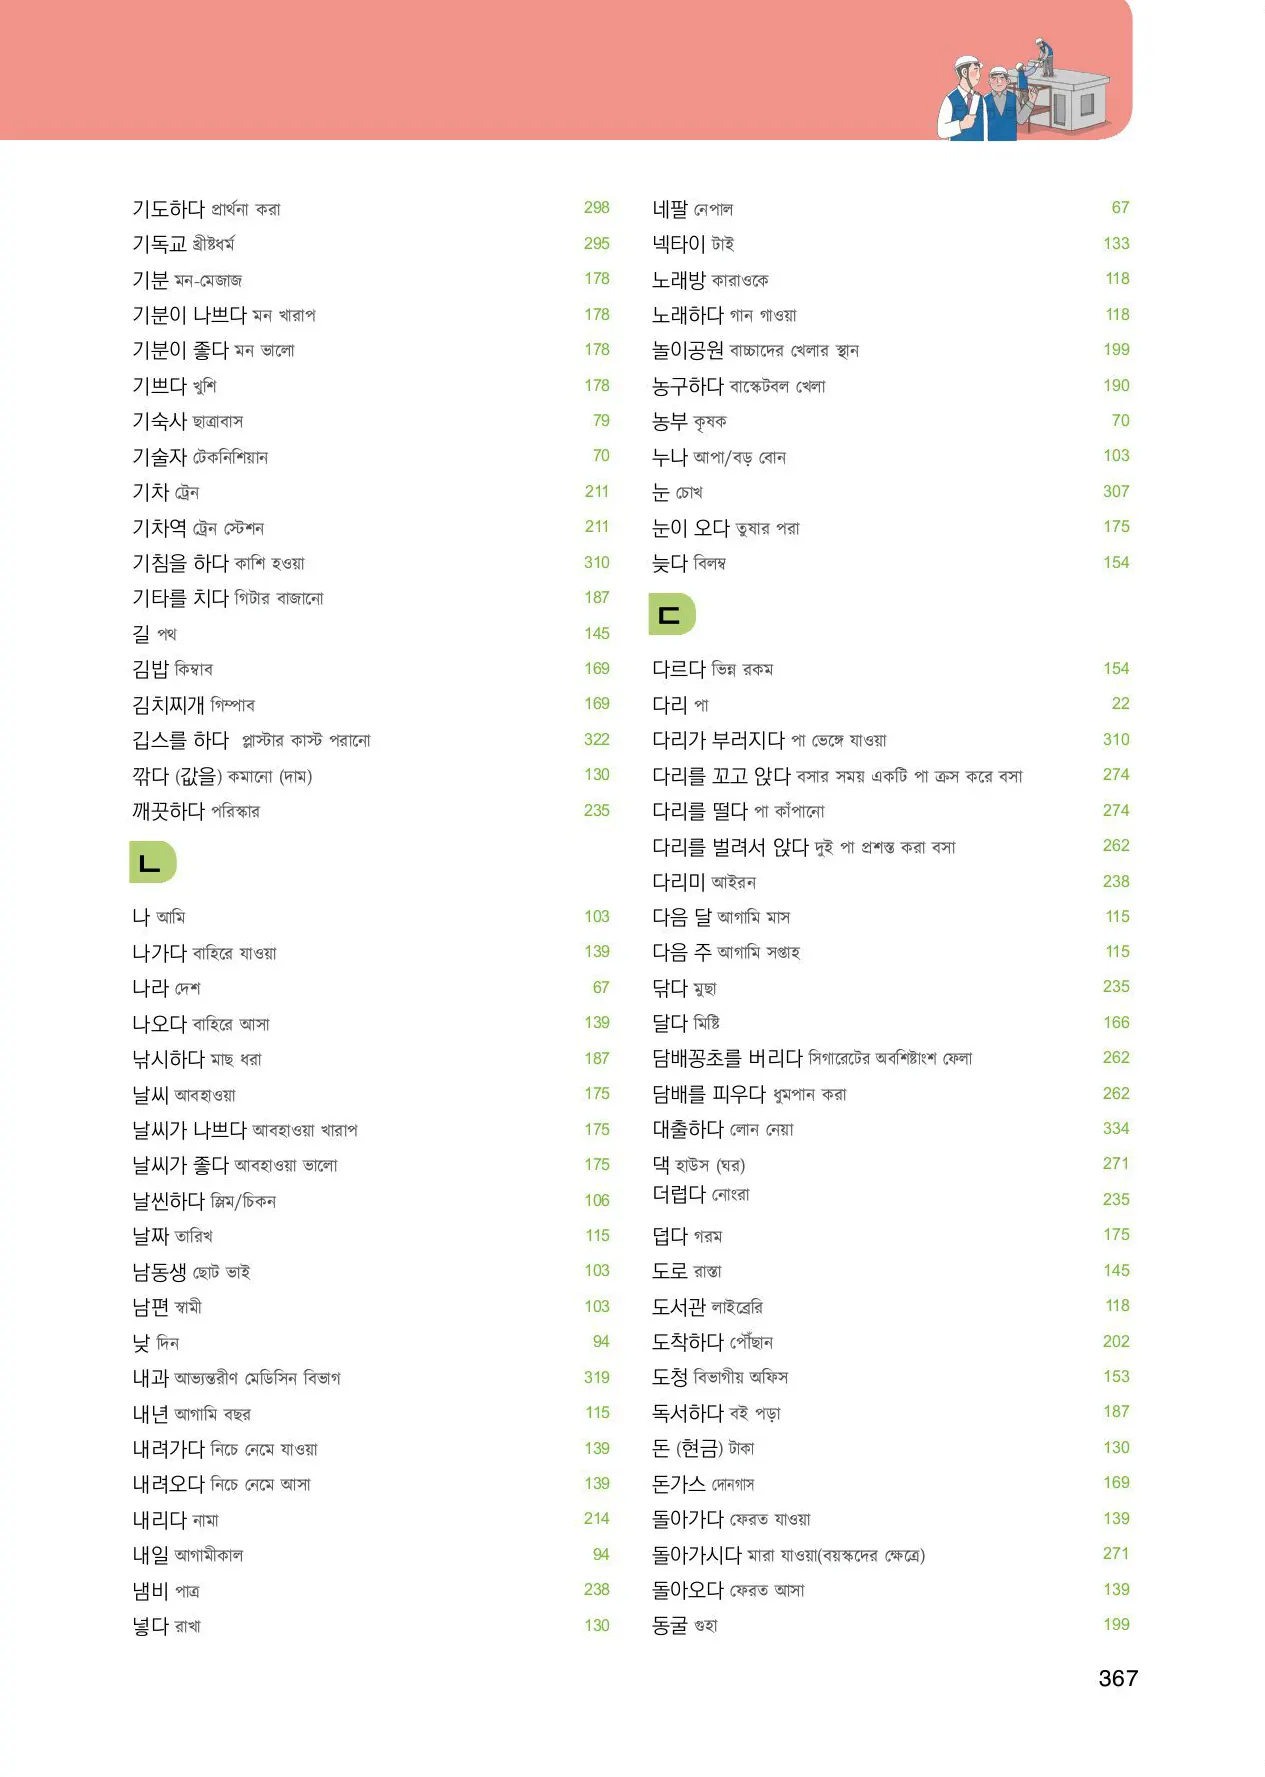 기도하다 প্রার্থনা করা 298
기독교 খ্রীষ্টধর্ম 295
기분 মন-মেজাজ 178
기분이 나쁘다 মন খারাপ 178
기분이 좋다 মন ভালো 178
기쁘다 খুশি 178
기숙사 ছাত্রাবাস 79
기술자 টেকনিশিয়ান 70
기차 ট্রেন 211
기차역 ট্রেন স্টেশন 211
기침을 하다 কাশি হওয়া 310
기타를 치다 গিটার বাজানো 187
길 পথ 145
김밥 কিম্বাব 169
김치찌개 গিম্পাব 169
깁스를 하다 প্লাস্টার কাস্ট পরানো 322
깎다 (값을) কমানো (দাম) 130
깨끗하다 পরিস্কার 235
ㄴ
나 আমি 103
나가다 বাহিরে যাওয়া 139
나라 দেশ 67
나오다 বাহিরে আসা 139
낚시하다 মাছ ধরা 187
날씨 আবহাওয়া 175
날씨가 나쁘다 আবহাওয়া খারাপ 175
날씨가 좋다 আবহাওয়া ভালো 175
날씬하다 স্লিম/চিকন 106
날짜 তারিখ 115
남동생 ছোট ভাই 103
남편 স্বামী 103
낮 দিন 94
내과 আভ্যন্তরীণ মেডিসিন বিভাগ 319
내년 আগামি বছর 115
내려가다 নিচে নেমে যাওয়া 139
내려오다 নিচে নেমে আসা 139
내리다 নামা 214
내일 আগামীকাল 94
냄비 পাত্র 238
넣다 রাখা 130
네팔 নেপাল 67
넥타이 টাই 133
노래방 কারাওকে 118
노래하다 গান গাওয়া 118
놀이공원 বাচ্চাদের খেলার স্থান 199
농구하다 বাস্কেটবল খেলা 190
농부 কৃষক 70
누나 আপা/বড় বোন 103
눈 চোখ 307
눈이 오다 তুষার পরা 175
늦다 বিলম্ব 154
ㄷ
다르다 ভিন্ন রকম 154
다리 পা 22
다리가 부러지다 পা ভেঙ্গে যাওয়া 310
다리를 꼬고 앉다 বসার সময় একটি পা ক্রস করে বসা 274
다리를 떨다 পা কাঁপানো 274
다리를 벌려서 앉다 দুই পা প্রশস্ত করা বসা 262
다리미 আইরন 238
다음 달 আগামি মাস 115
다음 주 আগামি সপ্তাহ 115
닦다 মুছা 235
달다 মিষ্টি 166
담배꽁초를 버리다 সিগারেটের অবশিষ্টাংশ ফেলা 262
담배를 피우다 ধুমপান করা 262
대출하다 লোন নেয়া 334
댁 হাউস (ঘর) 271
더럽다 নোংরা 235
덥다 গরম 175
도로 রাস্তা 145
도서관 লাইব্রেরি 118
도착하다 পৌঁছান 202
도청 বিভাগীয় অফিস 153
독서하다 বই পড়া 187
돈 (현금) টাকা 130
돈가스 দোনগাস 169
돌아가다 ফেরত যাওয়া 139
돌아가시다 মারা যাওয়া(বয়স্কদের ক্ষেত্রে) 271
돌아오다 ফেরত আসা 139
동굴 গুহা 199
367